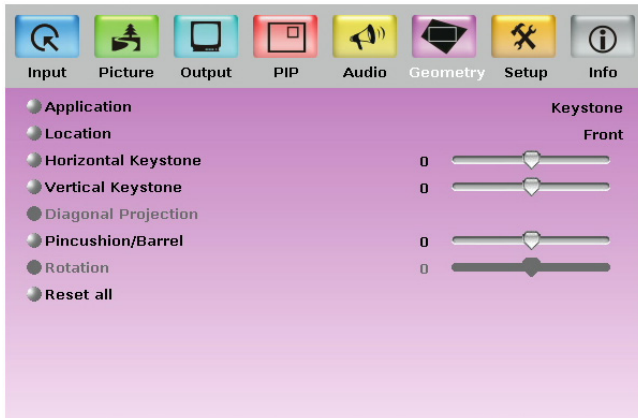 Input Picture Output PIP Audio Geometry Setup Info
Application Keystone
Location Front
Horizontal Keystone 0
Vertical Keystone 0
Diagonal Projection
Pincushion/Barrel 0
Rotation 0
Reset all